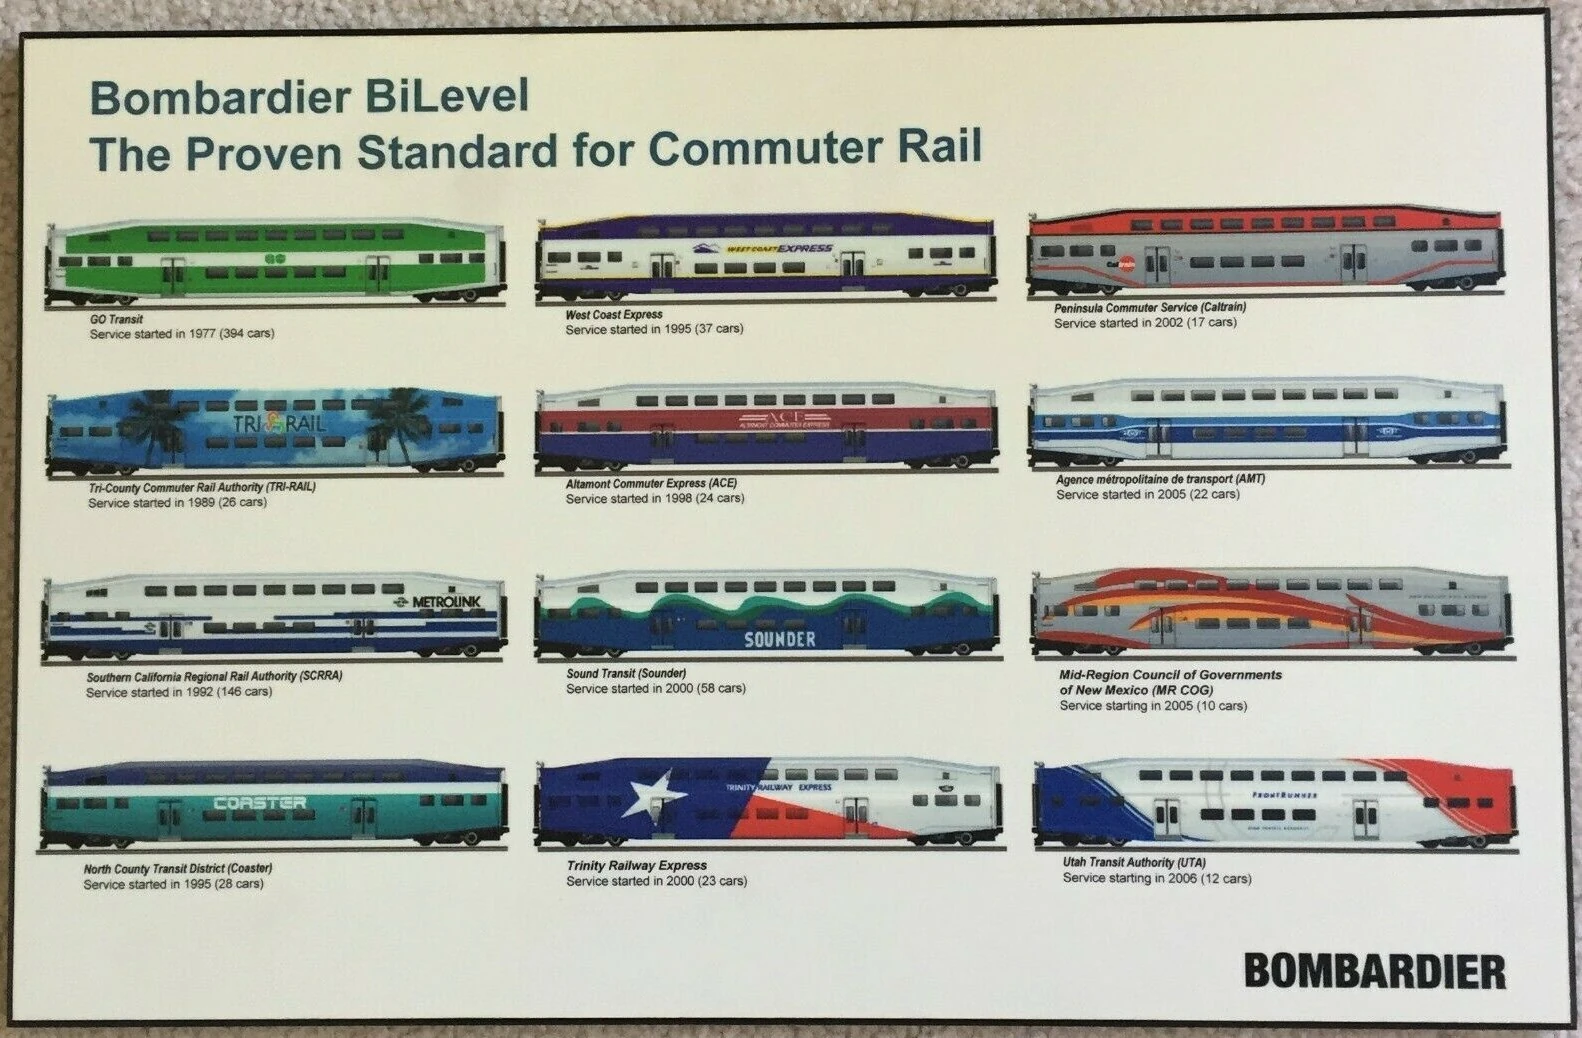 Bombardier BiLevel
The Proven Standard for Commuter Rail
GO
GO Transit
Service started in 1977 (394 cars)
WEST COAST EXPRESS
West Coast Express
Service started in 1995 (37 cars)
Caltrain
Peninsula Commuter Service (Caltrain)
Service started in 2002 (17 cars)
TRI RAIL
Tri-County Commuter Rail Authority (TRI-RAIL)
Service started in 1989 (26 cars)
ACE
ALTAMONT COMMUTER EXPRESS
Altamont Commuter Express (ACE)
Service started in 1998 (24 cars)
Agence métropolitaine de transport (AMT)
Service started in 2005 (22 cars)
METROLINK
Southern California Regional Rail Authority (SCRRA)
Service started in 1992 (146 cars)
SOUNDER
Sound Transit (Sounder)
Service started in 2000 (58 cars)
Mid-Region Council of Governments
of New Mexico (MR COG)
Service starting in 2005 (10 cars)
COASTER
North County Transit District (Coaster)
Service started in 1995 (28 cars)
TRINITY RAILWAY EXPRESS
Trinity Railway Express
Service started in 2000 (23 cars)
FRONTRUNNER
Utah Transit Authority (UTA)
Service starting in 2006 (12 cars)
BOMBARDIER